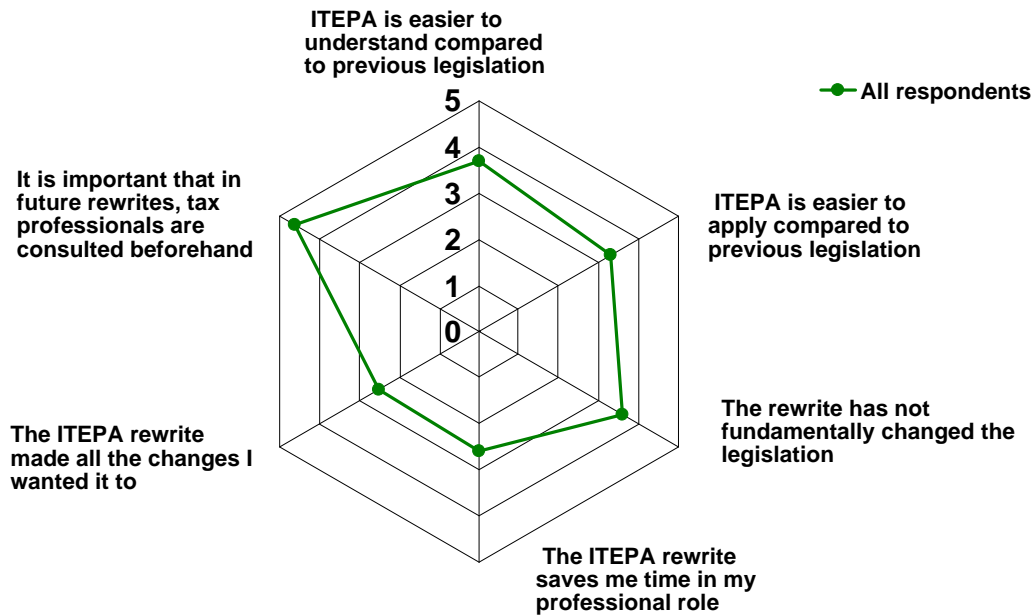 ITEPA is easier to
understand compared
to previous legislation
All respondents
5
4
3
2
1
0
ITEPA is easier to
apply compared to
previous legislation
The rewrite has not
fundamentally changed the
legislation
The ITEPA rewrite
saves me time in my
professional role
The ITEPA rewrite
made all the changes I
wanted it to
It is important that in
future rewrites, tax
professionals are
consulted beforehand